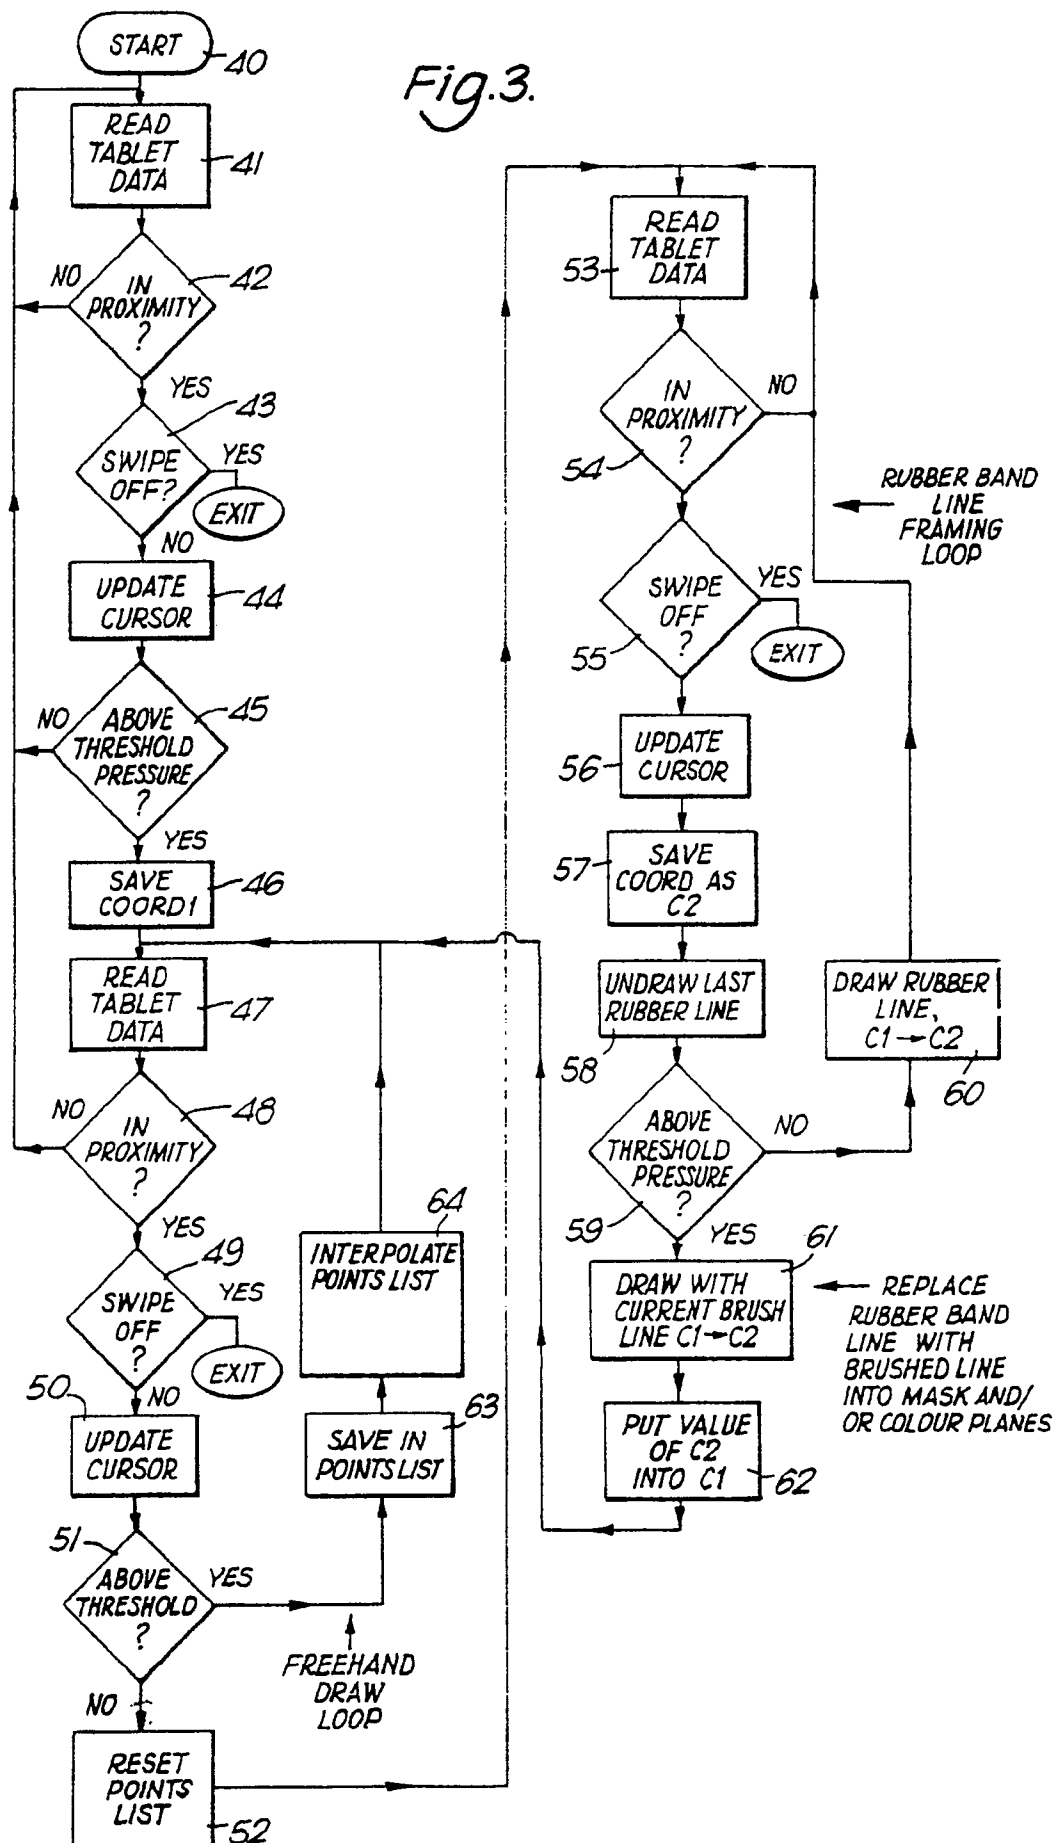 Fig.3.
START
40
READ
TABLET
DATA
41
IN
PROXIMITY
?
42
NO
YES
SWIPE
OFF?
43
YES
EXIT
NO
UPDATE
CURSOR
44
ABOVE
THRESHOLD
PRESSURE
?
45
NO
YES
SAVE
COORD1
46
READ
TABLET
DATA
47
IN
PROXIMITY
?
48
NO
YES
SWIPE
OFF
?
49
YES
EXIT
NO
50
UPDATE
CURSOR
51
ABOVE
THRESHOLD
?
YES
NO
RESET
POINTS
LIST
52
FREEHAND
DRAW
LOOP
63
SAVE IN
POINTS LIST
64
INTERPOLATE
POINTS LIST
READ
TABLET
DATA
53
IN
PROXIMITY
?
54
NO
SWIPE
OFF
?
55
YES
EXIT
RUBBER BAND
LINE
FRAMING
LOOP
UPDATE
CURSOR
56
SAVE
COORD AS
C2
57
UNDRAW LAST
RUBBER LINE
58
ABOVE
THRESHOLD
PRESSURE
?
59
NO
YES
DRAW RUBBER
LINE,
C1→C2
60
61
DRAW WITH
CURRENT BRUSH
LINE C1→C2
REPLACE
RUBBER BAND
LINE WITH
BRUSHED LINE
INTO MASK AND/
OR COLOUR PLANES
PUT VALUE
OF C2
INTO C1
62